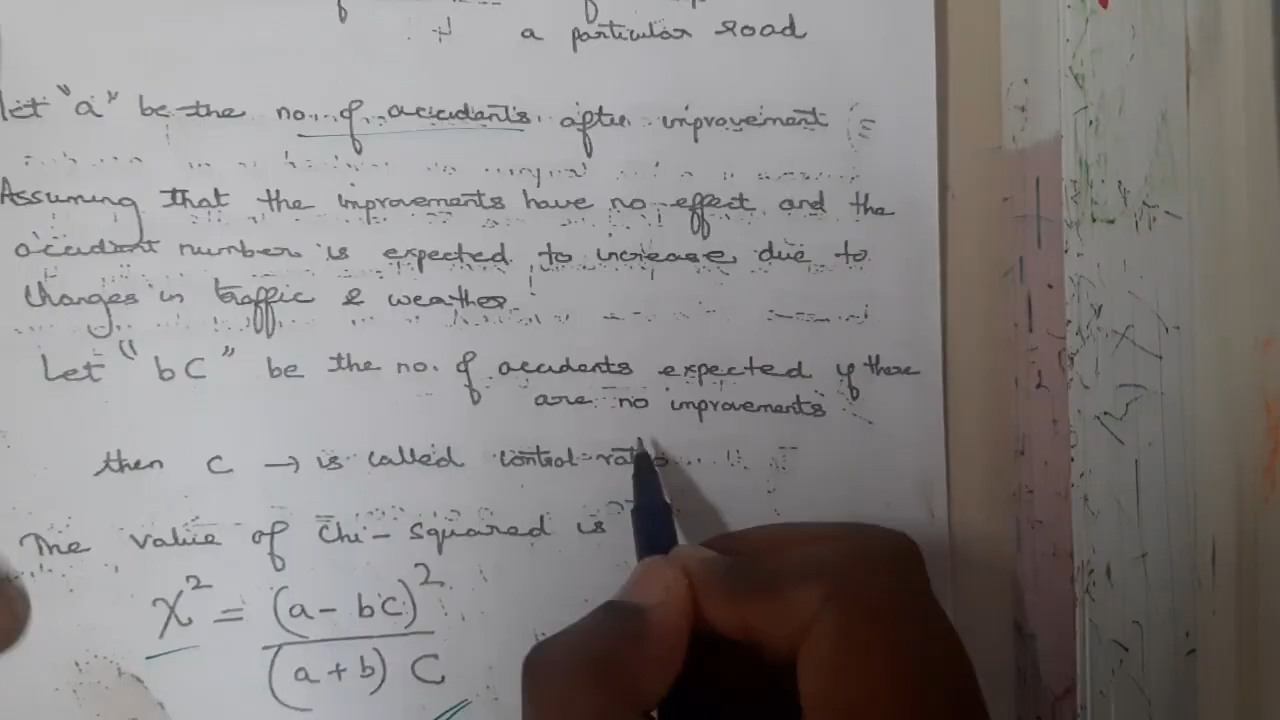 a particular road
let "a" be the no. of accidents after improvement
Assuming that the improvements have no effect and the
accident number is expected to increase due to
changes in traffic & weather.
Let "bC" be the no. of accidents expected if there
are no improvements
then C → is called control-ratio
The value of Chi-squared is
χ² = (a - bC)²
(a + b) C